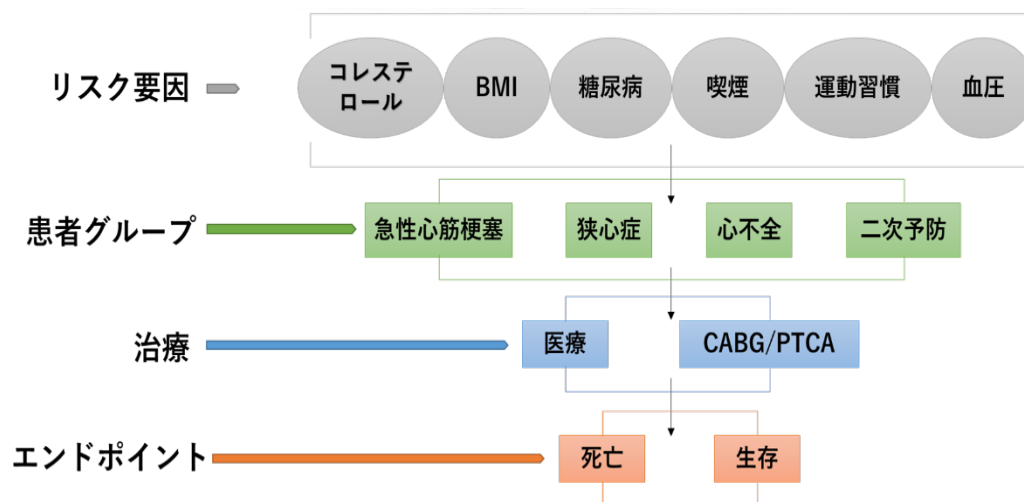 リスク要因
コレステ
ロール
BMI
糖尿病
喫煙
運動習慣
血圧
患者グループ
急性心筋梗塞
狭心症
心不全
二次予防
治療
医療
CABG/PTCA
エンドポイント
死亡
生存